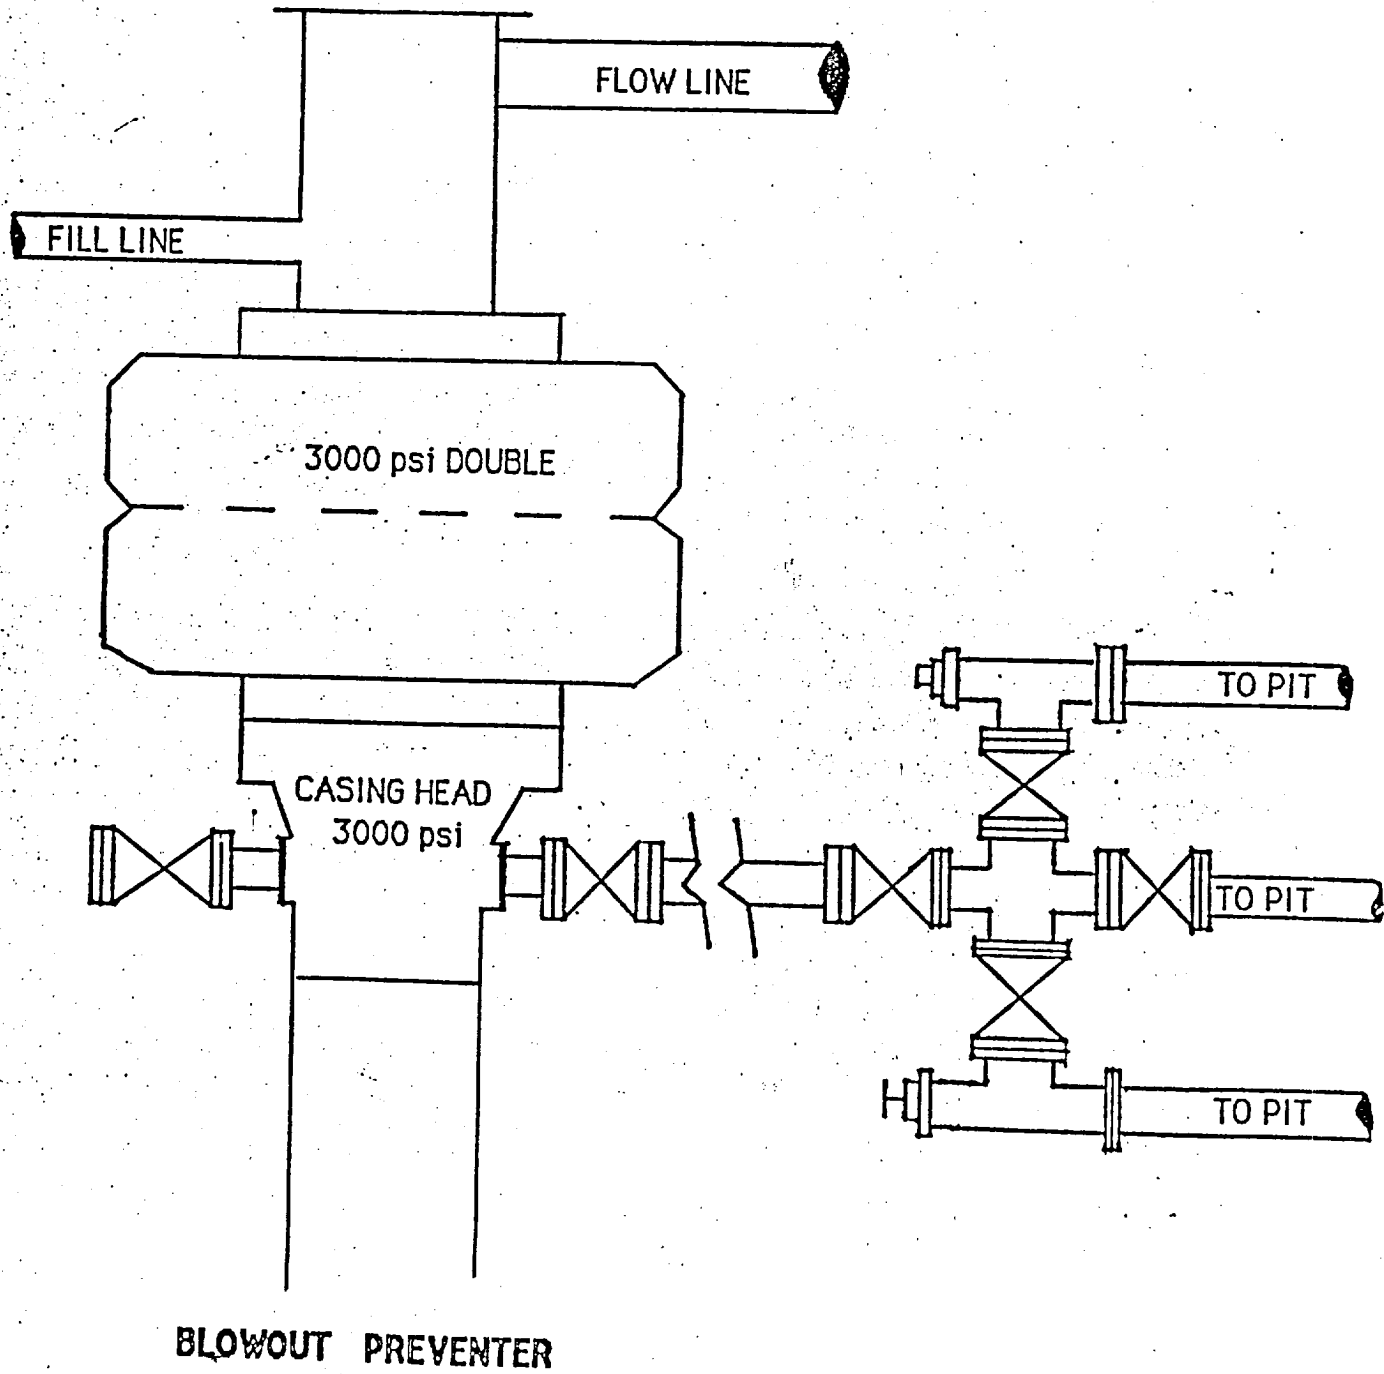 FLOW LINE
FILL LINE
3000 psi DOUBLE
TO PIT
CASING HEAD
3000 psi
TO PIT
TO PIT
BLOWOUT PREVENTER